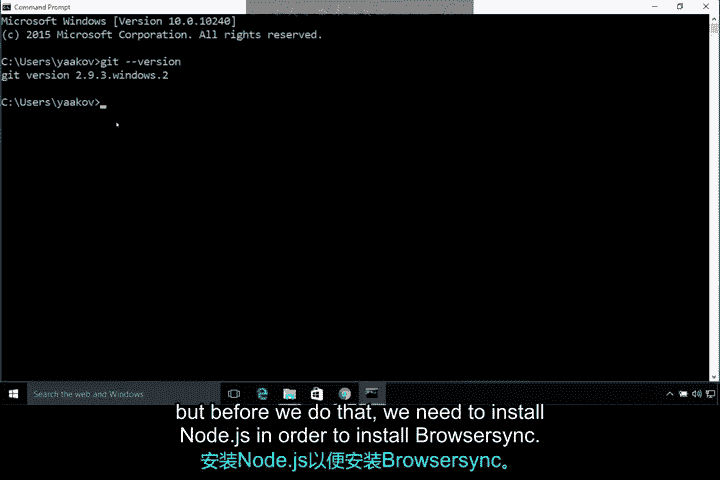 Command Prompt
Microsoft Windows [Version 10.0.10240]
(c) 2015 Microsoft Corporation. All rights reserved.
C:\Users\yaakov>git --version
git version 2.9.3.windows.2
C:\Users\yaakov>
Search the web and Windows
but before we do that, we need to install
Node.js in order to install Browsersync.
安装Node.js以便安装Browsersync。